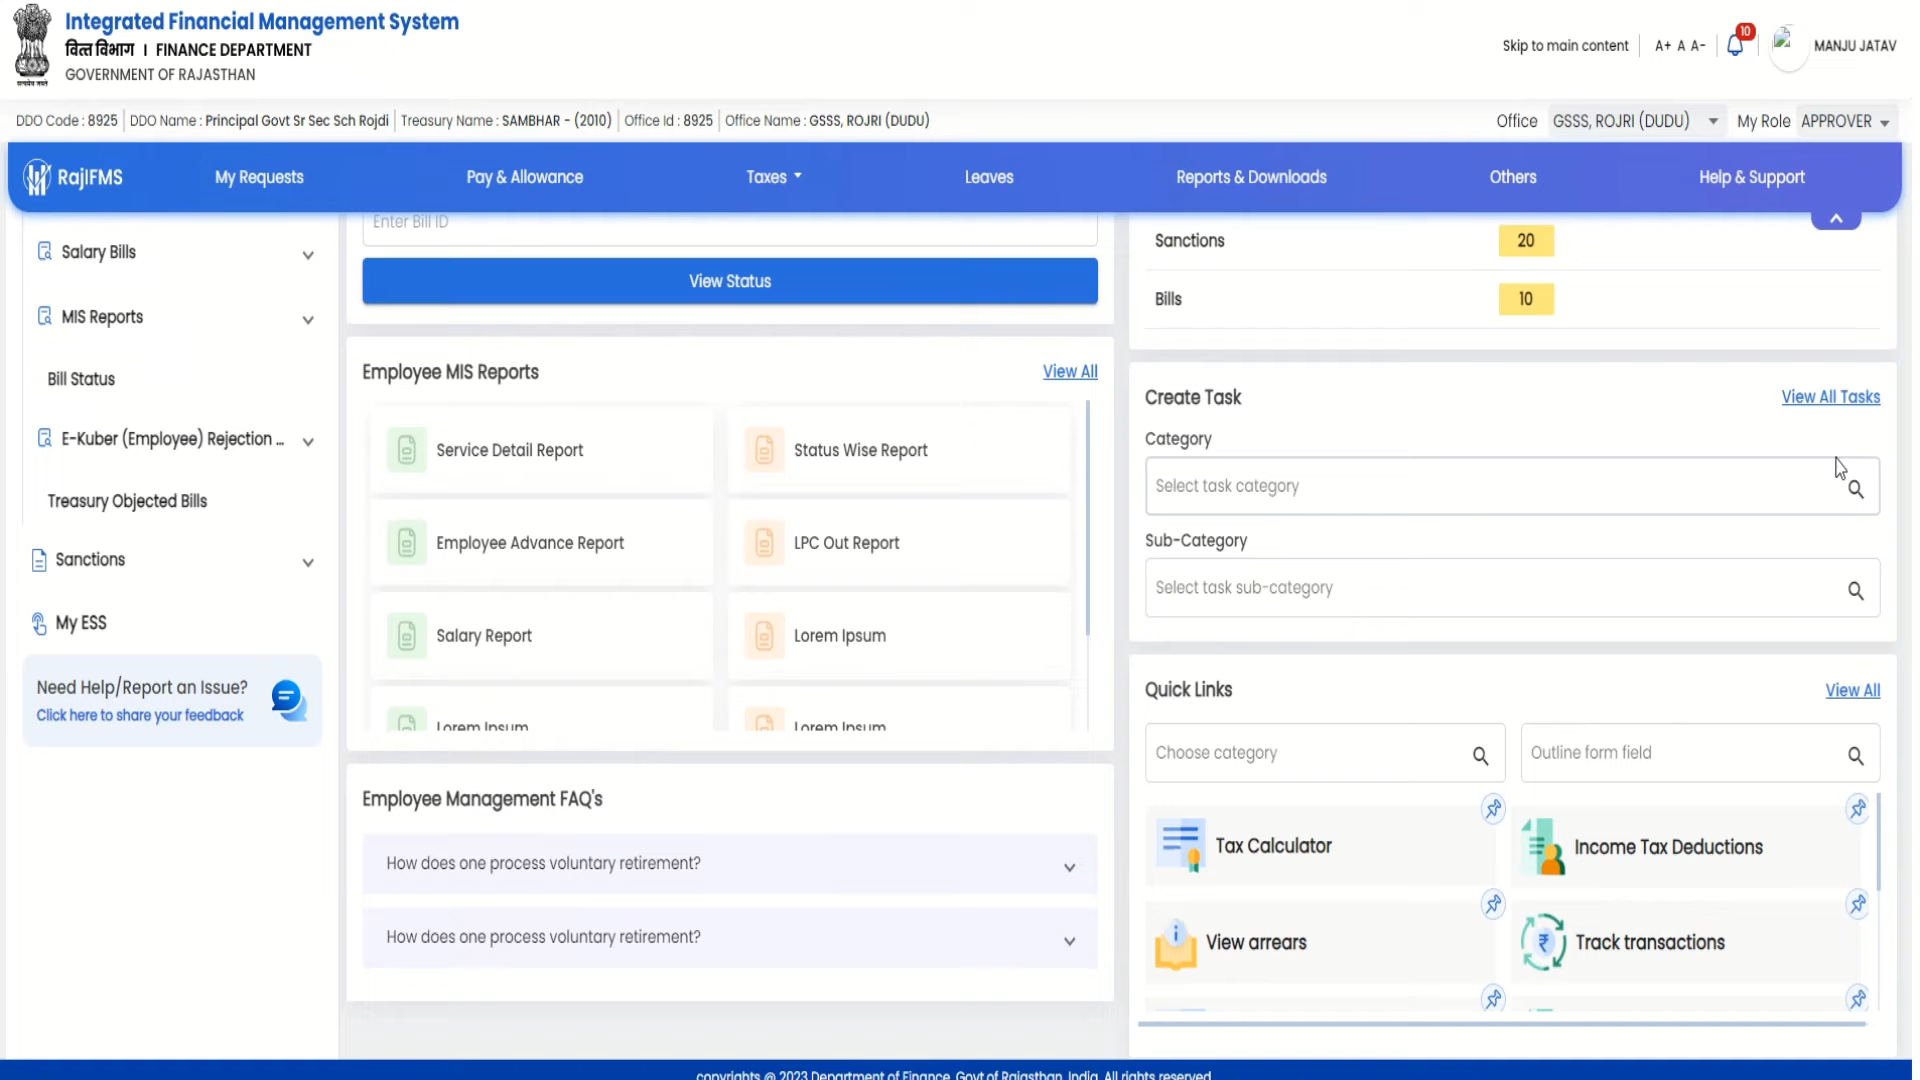 Integrated Financial Management System
वित्त विभाग | FINANCE DEPARTMENT
GOVERNMENT OF RAJASTHAN
सत्यमेव जयते
Skip to main content
A+ A A-
10
MANJU JATAV
DDO Code : 8925 | DDO Name : Principal Govt Sr Sec Sch Rojdi | Treasury Name : SAMBHAR - (2010) | Office Id : 8925 | Office Name : GSSS, ROJRI (DUDU)
Office GSSS, ROJRI (DUDU) My Role APPROVER
RajIFMS
My Requests
Pay & Allowance
Taxes
Leaves
Reports & Downloads
Others
Help & Support
Salary Bills
MIS Reports
Bill Status
E-Kuber (Employee) Rejection ...
Treasury Objected Bills
Sanctions
My ESS
Need Help/Report an Issue?
Click here to share your feedback
Enter Bill ID
View Status
Employee MIS Reports
View All
Service Detail Report
Status Wise Report
Employee Advance Report
LPC Out Report
Salary Report
Lorem Ipsum
Lorem Ipsum
Lorem Ipsum
Employee Management FAQ's
How does one process voluntary retirement?
How does one process voluntary retirement?
Sanctions 20
Bills 10
Create Task
View All Tasks
Category
Select task category
Sub-Category
Select task sub-category
Quick Links
View All
Choose category
Outline form field
Tax Calculator
Income Tax Deductions
View arrears
Track transactions
copyrights @ 2023 Department of Finance, Govt of Rajasthan, India. All rights reserved